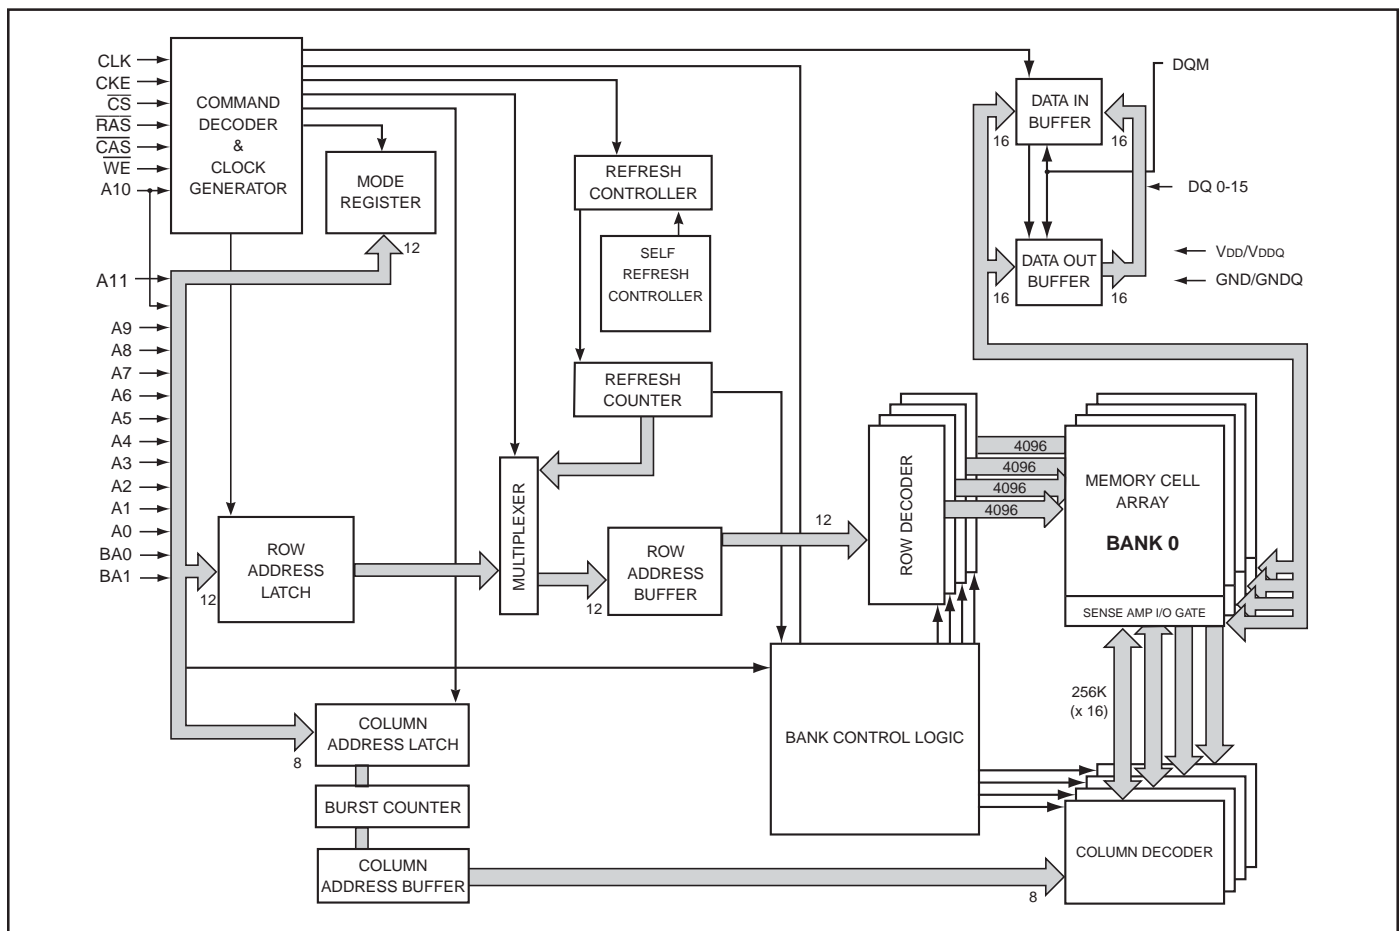 CLK
CKE
CS
RAS
CAS
WE
A10
COMMAND
DECODER
&
CLOCK
GENERATOR
MODE
REGISTER
12
A11
A9
A8
A7
A6
A5
A4
A3
A2
A1
A0
BA0
BA1
12
ROW
ADDRESS
LATCH
REFRESH
CONTROLLER
SELF
REFRESH
CONTROLLER
REFRESH
COUNTER
MULTIPLEXER
12
ROW
ADDRESS
BUFFER
12
ROW DECODER
4096
4096
4096
4096
DATA IN
BUFFER
16
16
DQM
DQ 0-15
DATA OUT
BUFFER
16
16
VDD/VDDQ
GND/GNDQ
MEMORY CELL
ARRAY
BANK 0
SENSE AMP I/O GATE
256K
(x 16)
BANK CONTROL LOGIC
COLUMN DECODER
8
COLUMN
ADDRESS LATCH
8
BURST COUNTER
COLUMN
ADDRESS BUFFER